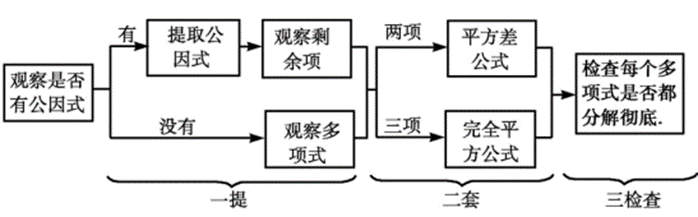 观察是否
有公因式
有
没有
提取公
因式
观察剩
余项
观察多
项式
两项
三项
平方差
公式
完全平
方公式
检查每个多
项式是否都
分解彻底.
一提
二套
三检查